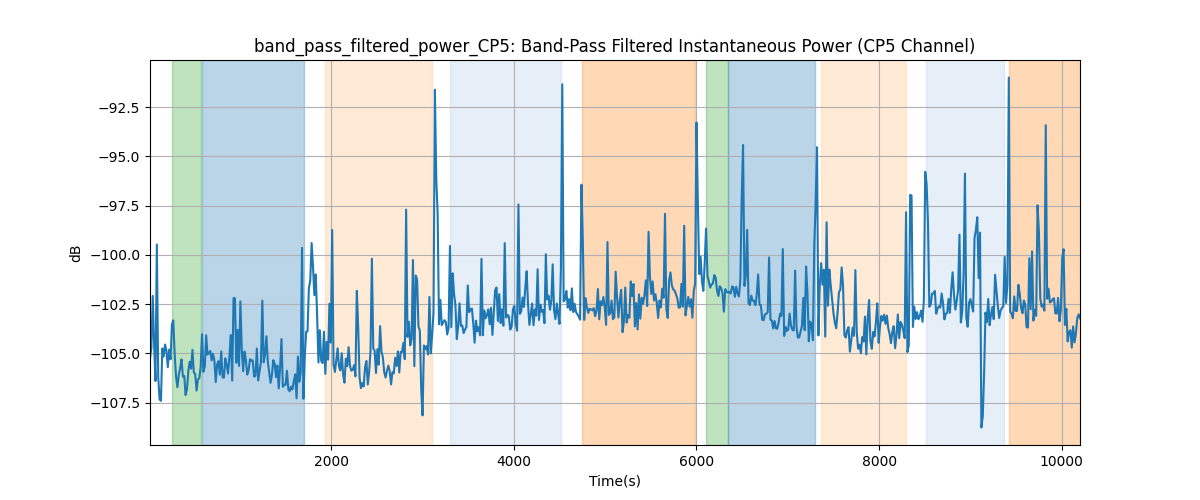 band_pass_filtered_power_CP5: Band-Pass Filtered Instantaneous Power (CP5 Channel)
−92.5
−95.0
−97.5
−100.0
−102.5
−105.0
−107.5
dB
2000 4000 6000 8000 10000
Time(s)